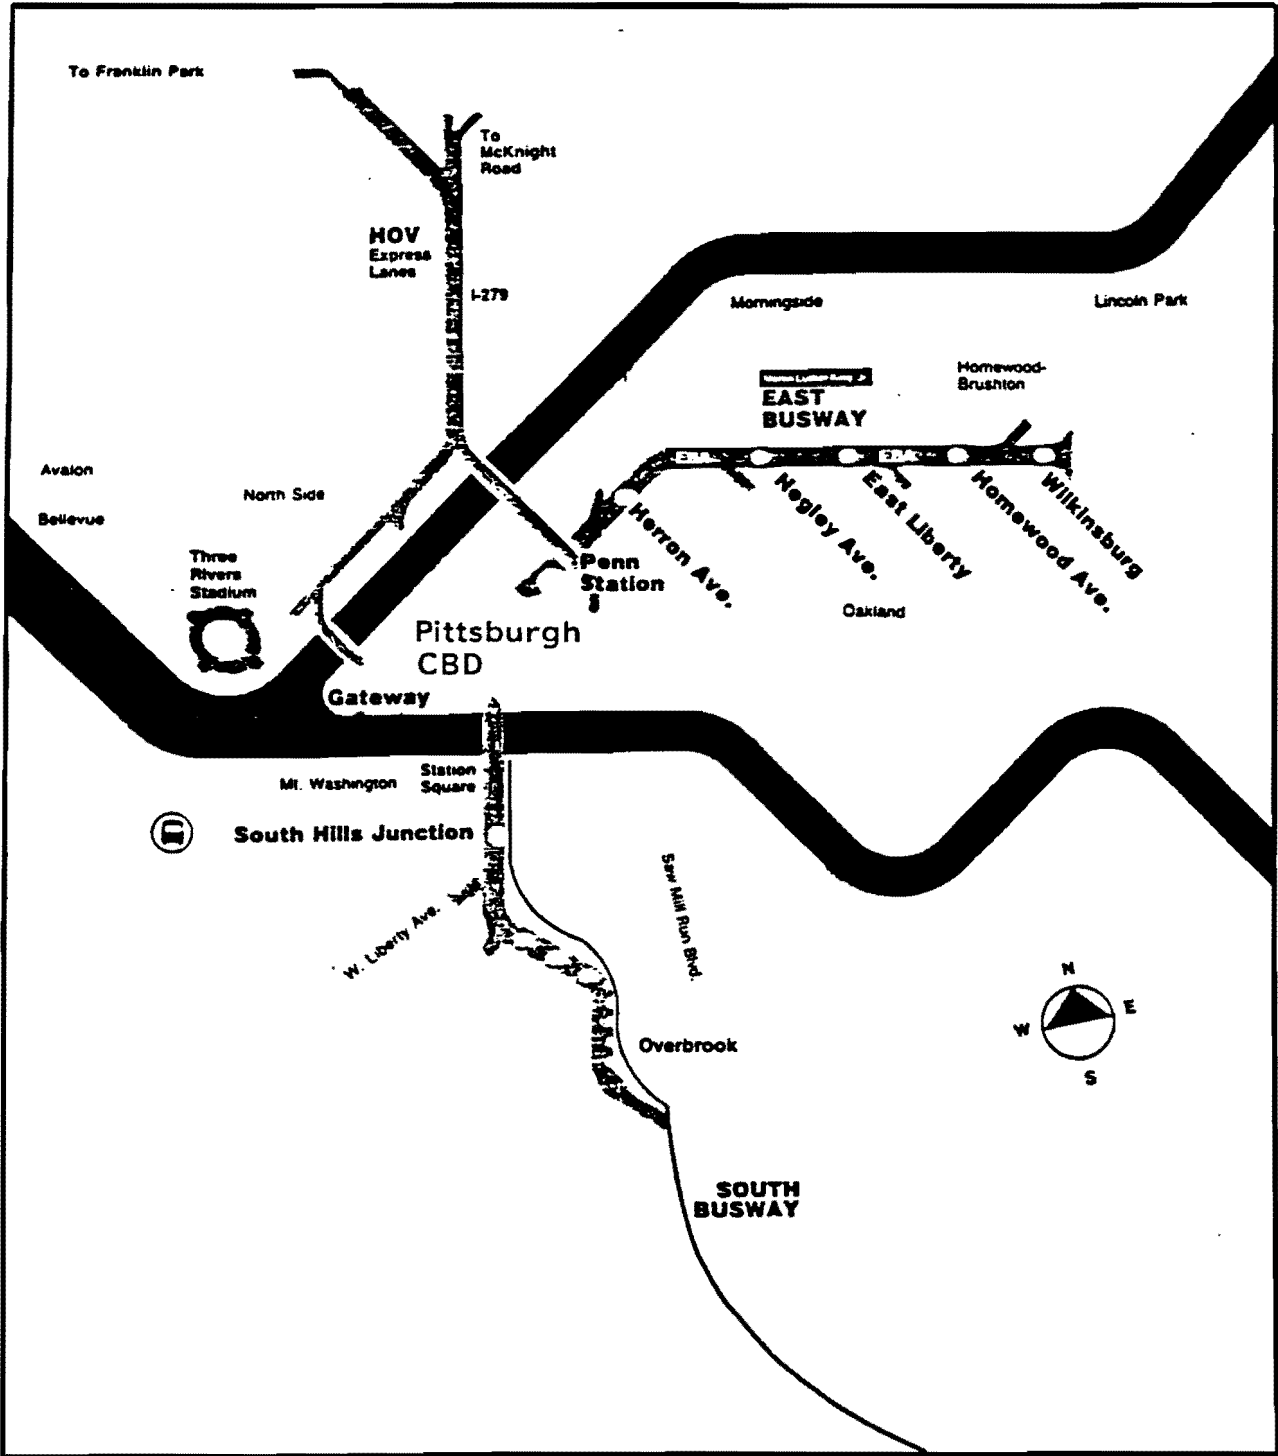 To Franklin Park
To
McKnight
Road
HOV
Express
Lanes
I-279
Morningside
Lincoln Park
EAST
BUSWAY
Homewood-
Brushton
Avalon
North Side
Bellevue
EBA
EBA
Herron Ave.
Negley Ave.
East Liberty
Homewood Ave.
Wilkinsburg
Three
Rivers
Stadium
Penn
Station
Oakland
Pittsburgh
CBD
Gateway
Mt. Washington
Station
Square
South Hills Junction
W. Liberty Ave.
Saw Mill Run Blvd.
N
E
W
S
Overbrook
SOUTH
BUSWAY